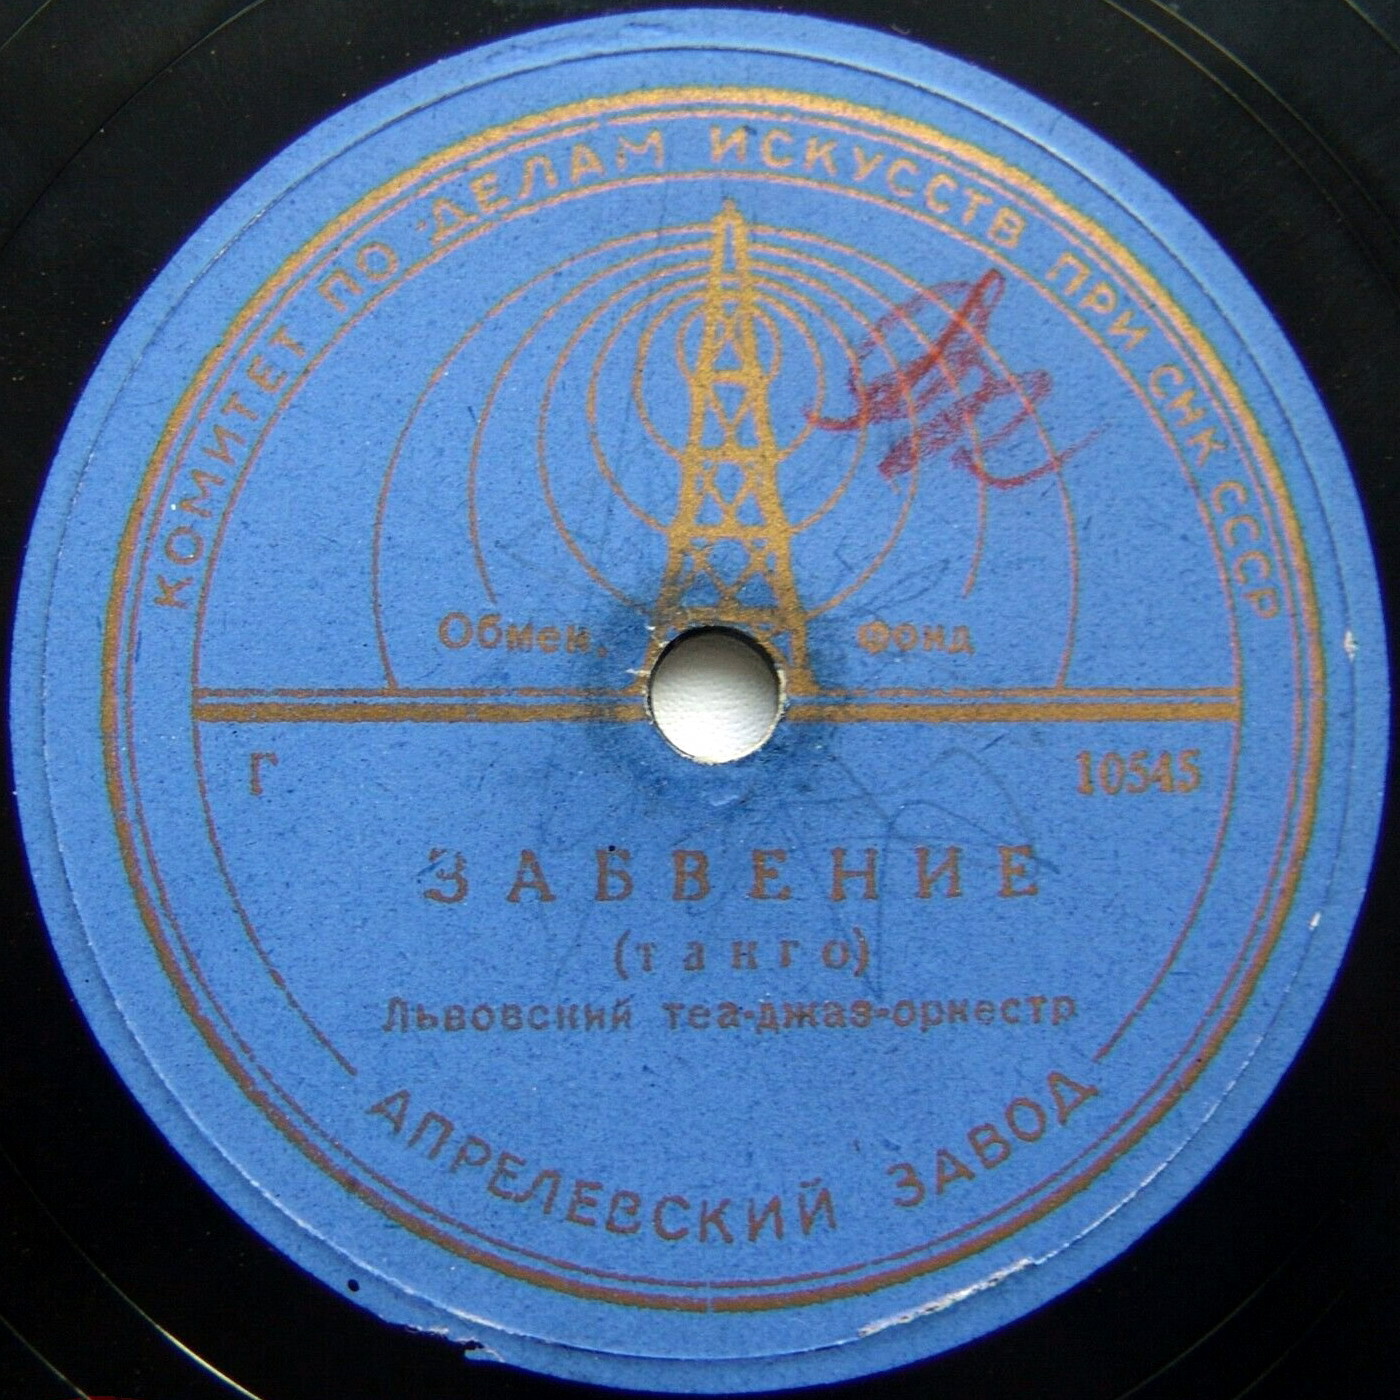 КОМИТЕТ ПО ДЕЛАМ ИСКУССТВ ПРИ СНК СССР
Обмен. фонд
Г 10545
ЗАБВЕНИЕ
(танго)
Львовский теа-джаз-оркестр
АПРЕЛЕВСКИЙ ЗАВОД